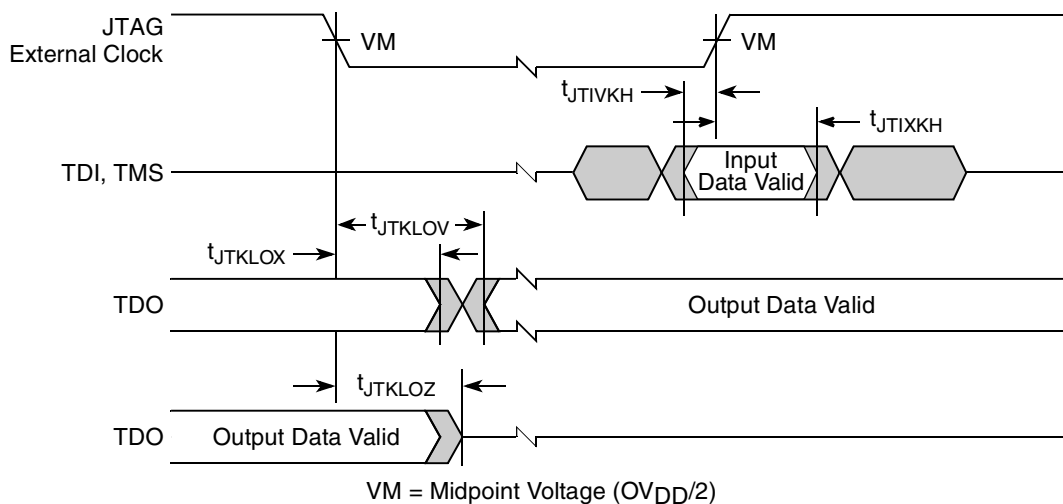 JTAG
External Clock
VM
VM
tJTIVKH
tJTIXKH
TDI, TMS
Input
Data Valid
tJTKLOV
tJTKLOX
TDO
Output Data Valid
tJTKLOZ
TDO
Output Data Valid
VM = Midpoint Voltage (OVDD/2)